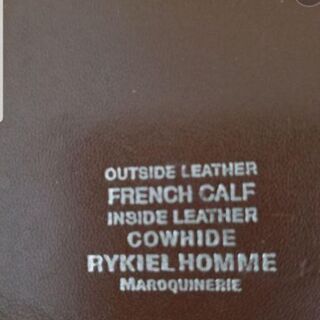 OUTSIDE LEATHER
FRENCH CALF
INSIDE LEATHER
COWHIDE
RYKIEL HOMME
MAROQUINERIE